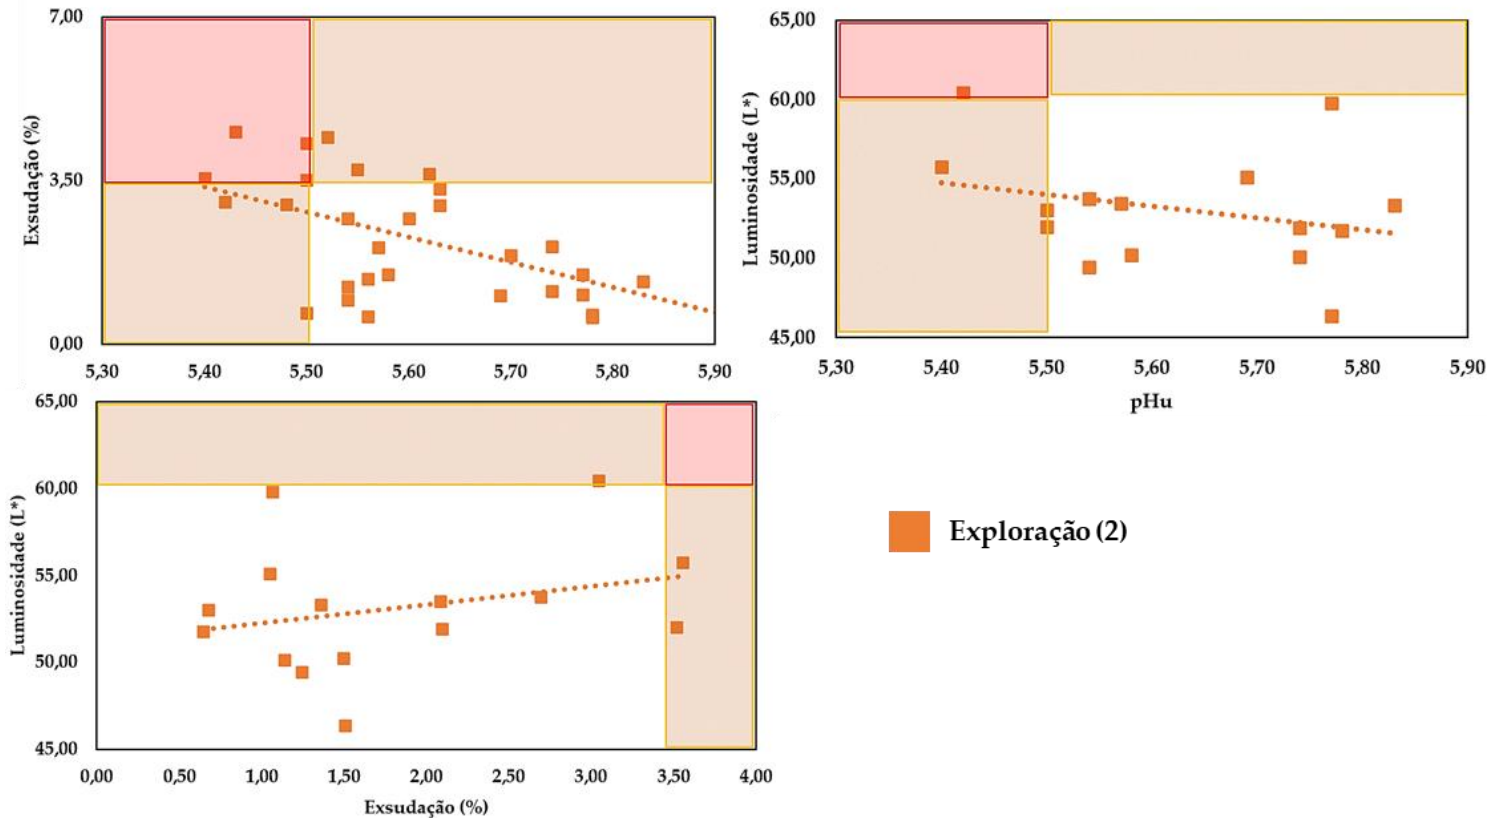 7,00
3,50
0,00
Exsudação (%)
5,30 5,40 5,50 5,60 5,70 5,80 5,90
65,00
60,00
55,00
50,00
45,00
Luminosidade (L*)
5,30 5,40 5,50 5,60 5,70 5,80 5,90
pHu
65,00
60,00
55,00
50,00
45,00
Luminosidade (L*)
0,00 0,50 1,00 1,50 2,00 2,50 3,00 3,50 4,00
Exsudação (%)
Exploração (2)